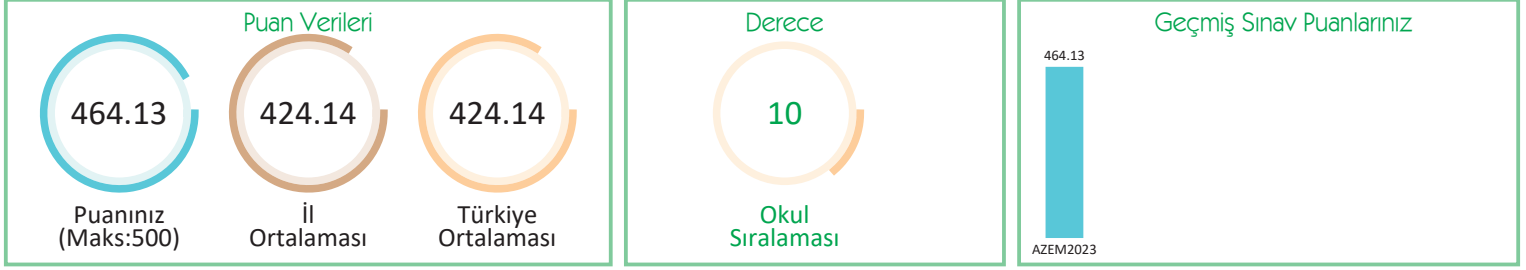 Puan Verileri
464.13
424.14
424.14
Puanınız
(Maks:500)
İl
Ortalaması
Türkiye
Ortalaması
Derece
10
Okul
Sıralaması
Geçmiş Sınav Puanlarınız
464.13
AZEM2023